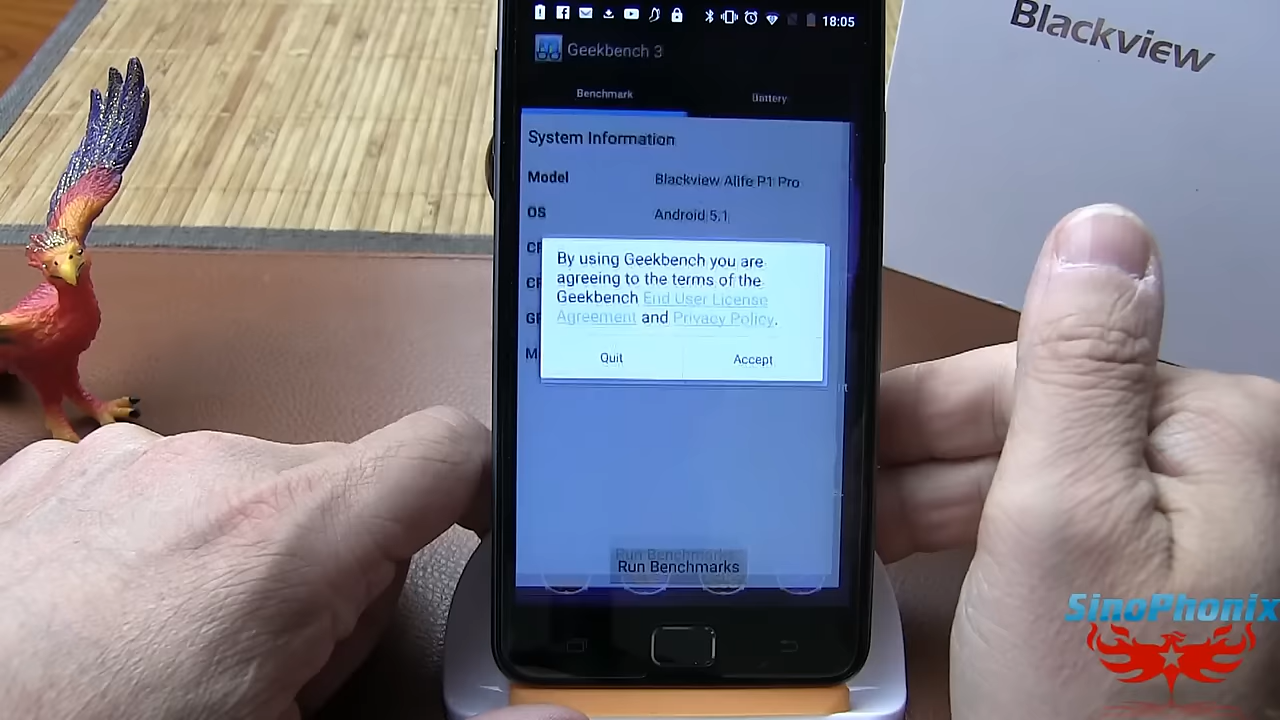 Blackview
18:05
Geekbench 3
Benchmark
Battery
System Information
Model
Blackview Alife P1 Pro
OS
Android 5.1
By using Geekbench you are
agreeing to the terms of the
Geekbench End User License
Agreement and Privacy Policy.
Quit
Accept
Run Benchmarks
Run Benchmarks
SinoPhonix